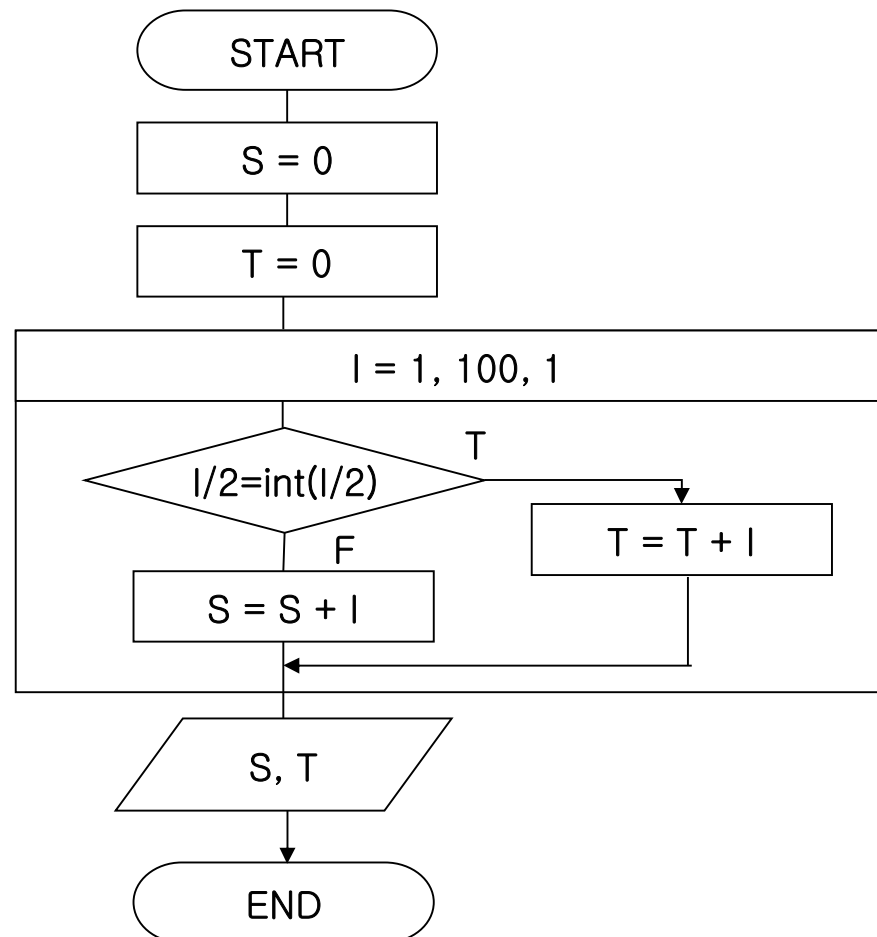 START
S = 0
T = 0
I = 1, 100, 1
T
I/2=int(I/2)
T = T + I
F
S = S + I
S, T
END